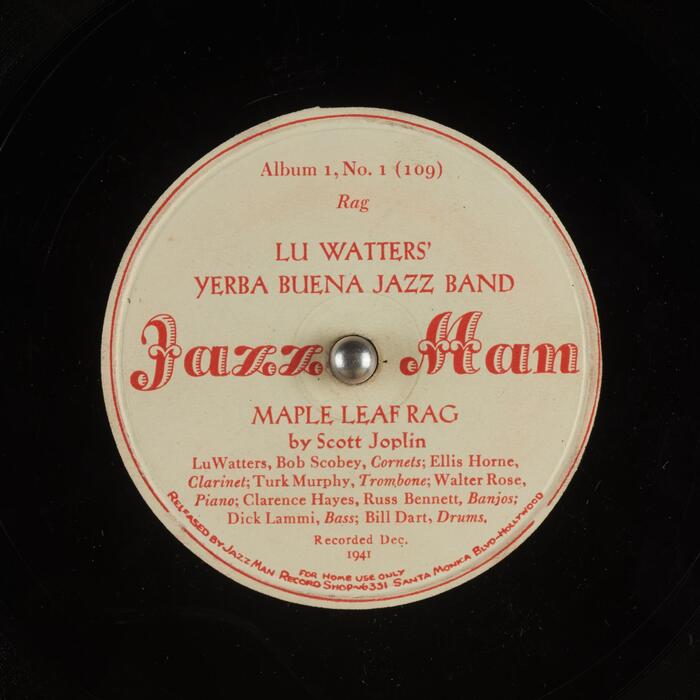 Album 1, No. 1 (109)
Rag
LU WATTERS'
YERBA BUENA JAZZ BAND
Jazz Man
MAPLE LEAF RAG
by Scott Joplin
Lu Watters, Bob Scobey, Cornets; Ellis Horne,
Clarinet; Turk Murphy, Trombone; Walter Rose,
Piano; Clarence Hayes, Russ Bennett, Banjos;
Dick Lammi, Bass; Bill Dart, Drums.
Recorded Dec.
1941
FOR HOME USE ONLY
RELEASED BY JAZZ MAN RECORD SHOP~6331 SANTA MONICA BLVD~HOLLYWOOD